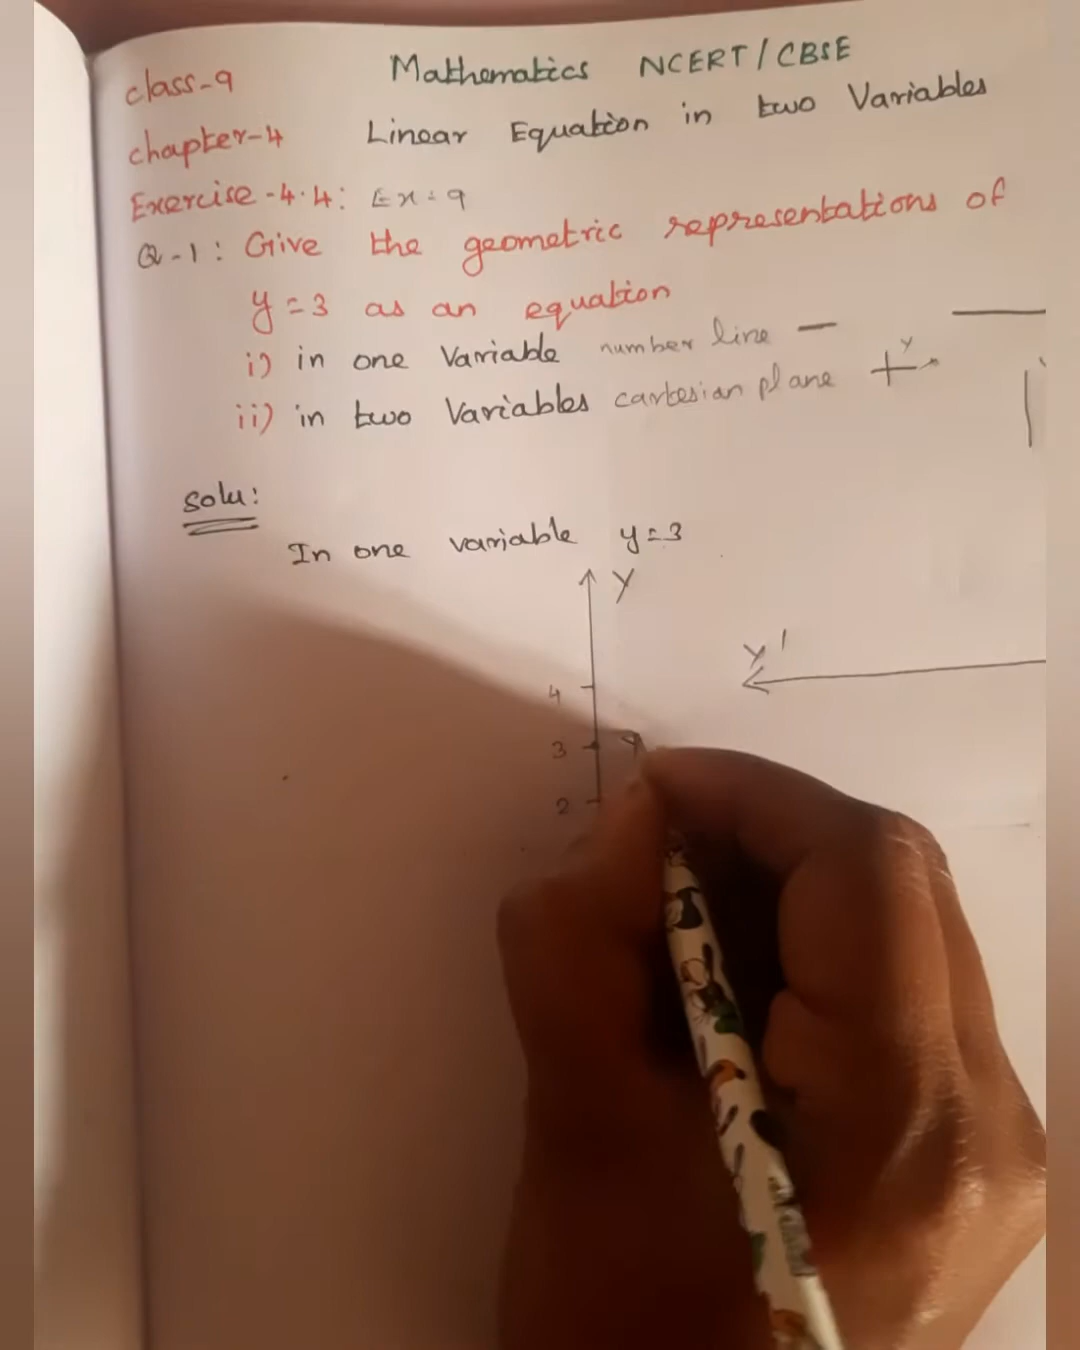 class-9 Mathematics NCERT/CBSE
chapter-4 Linear Equation in two Variables
Exercise-4.4: Ex:9
Q-1: Give the geometric representations of
y=3 as an equation
i) in one Variable number line —
ii) in two Variables cartesian plane
Y
Solu:
In one variable y=3
Y
4
3
2